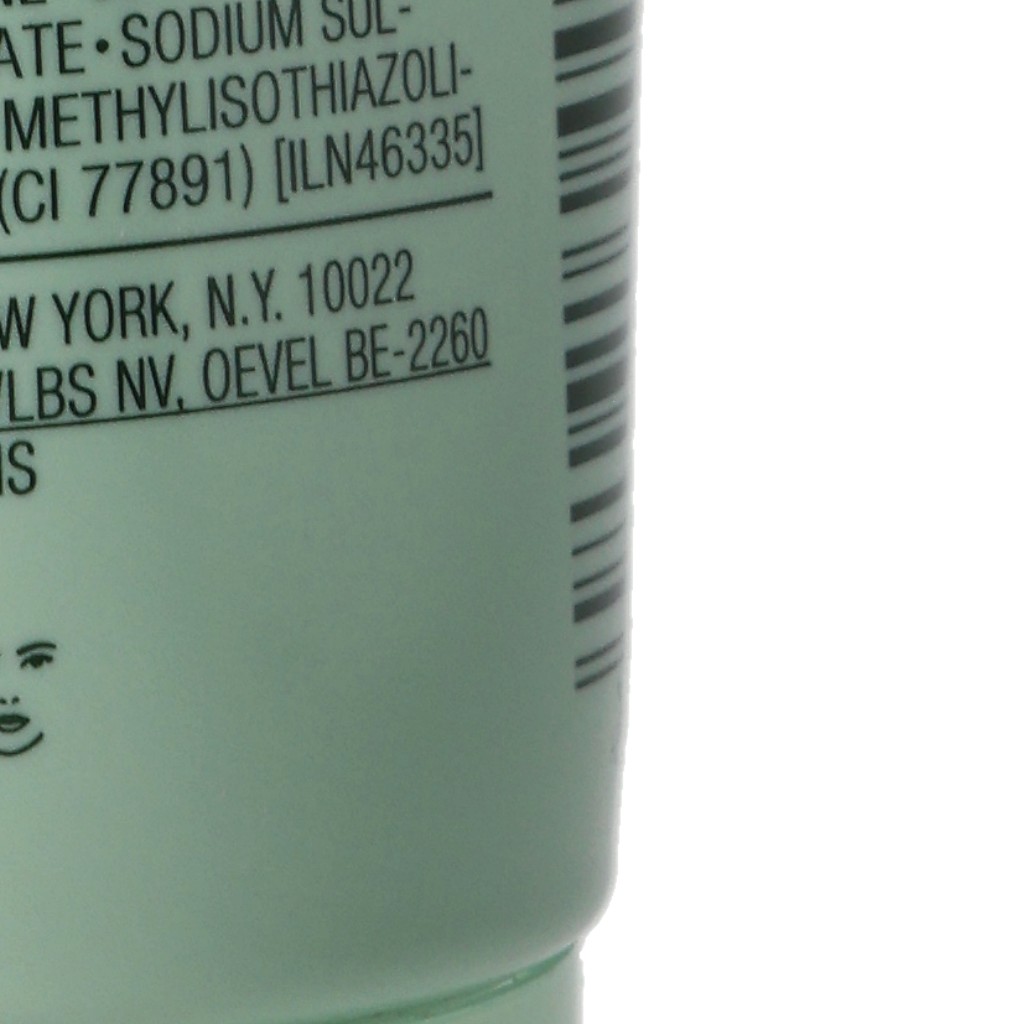 ATE•SODIUM SUL-
METHYLISOTHIAZOLI-
(CI 77891) [ILN46335]
W YORK, N.Y. 10022
/LBS NV, OEVEL BE-2260
IS